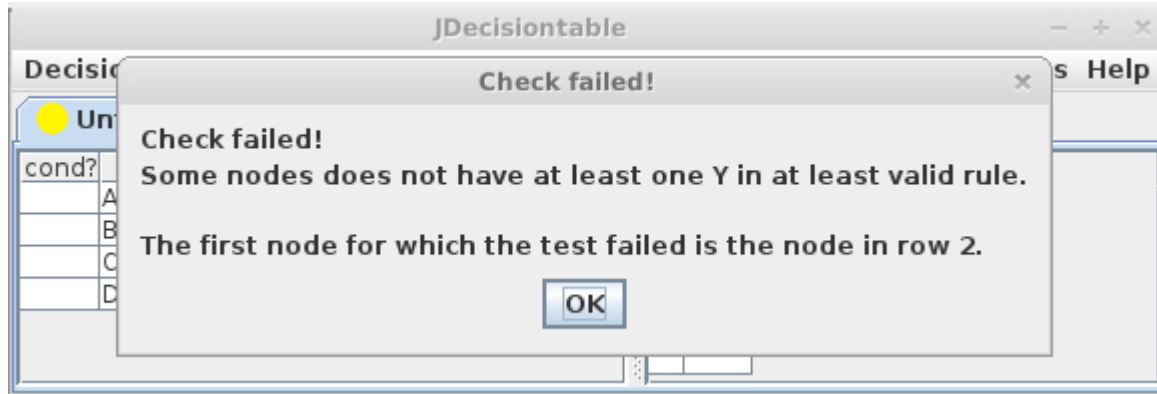 JDecisiontable
Decisio
s Help
Check failed!
Un
Check failed!
Some nodes does not have at least one Y in at least valid rule.
The first node for which the test failed is the node in row 2.
OK
cond?
A
B
C
D